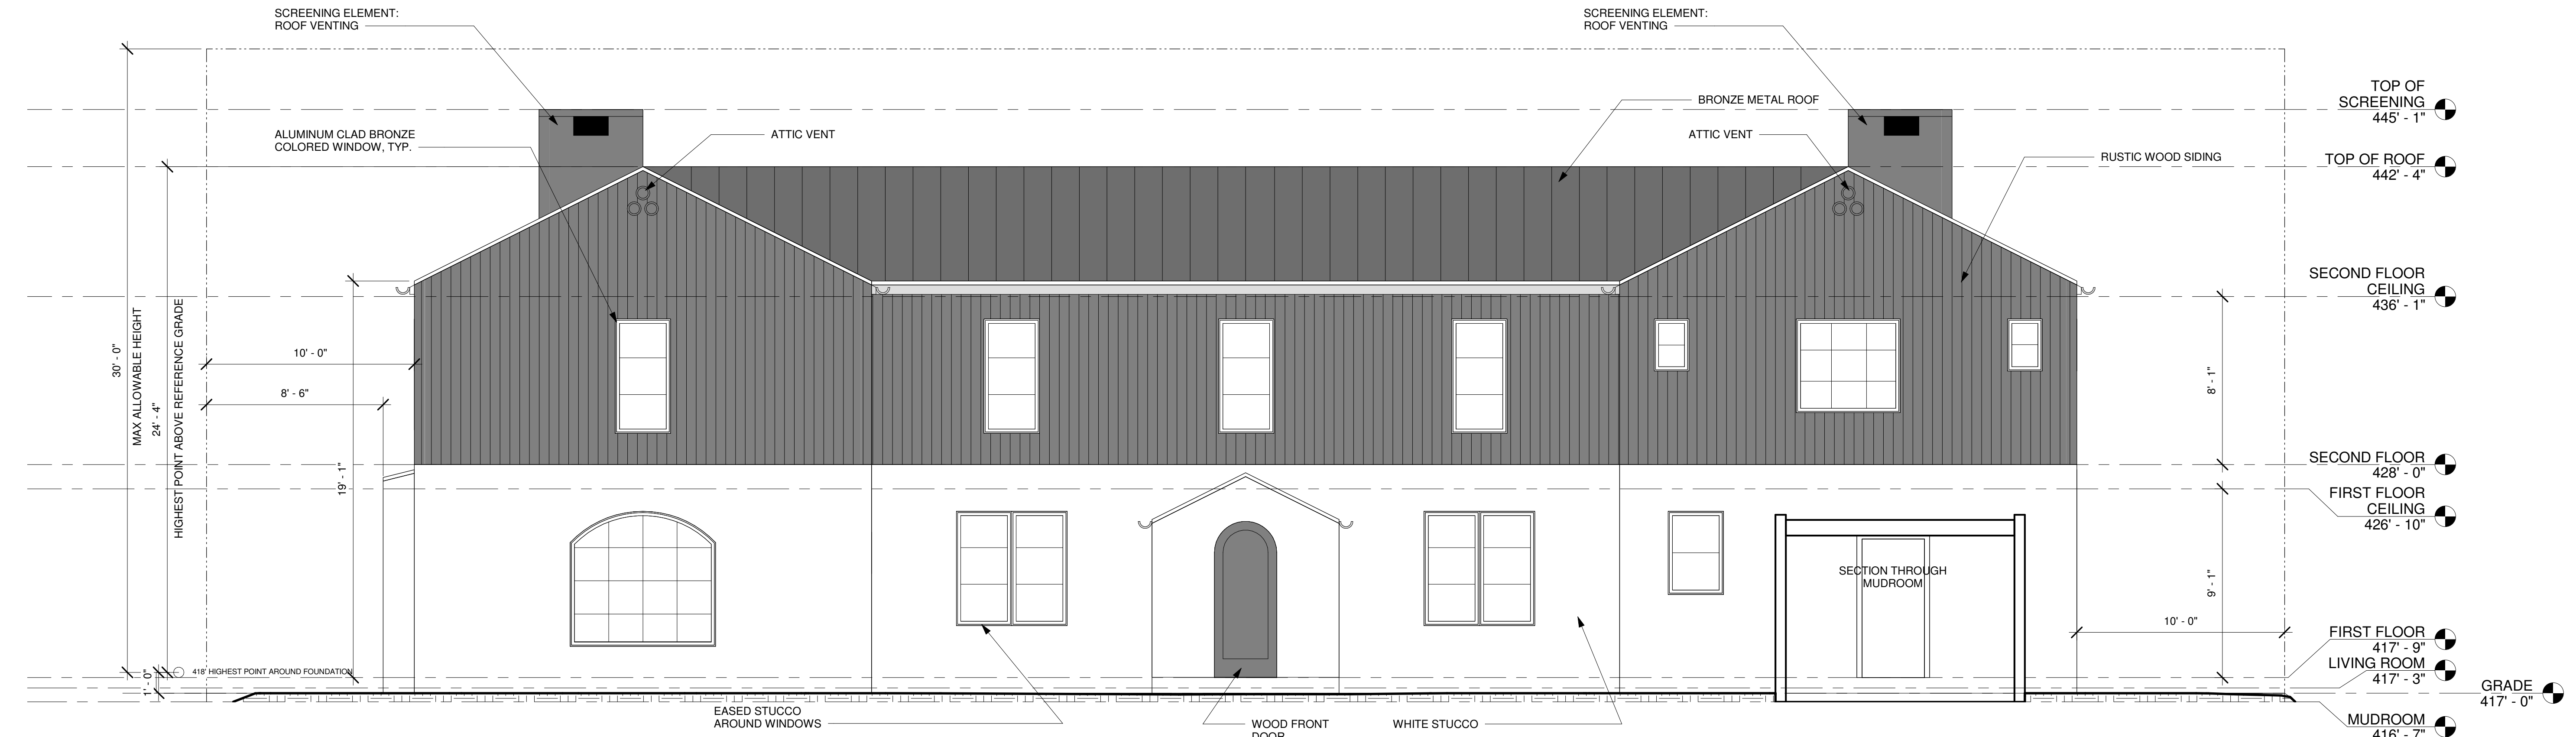 SCREENING ELEMENT:
ROOF VENTING
SCREENING ELEMENT:
ROOF VENTING
TOP OF
SCREENING
445' - 1"
BRONZE METAL ROOF
ALUMINUM CLAD BRONZE
COLORED WINDOW, TYP.
ATTIC VENT
ATTIC VENT
RUSTIC WOOD SIDING
TOP OF ROOF
442' - 4"
SECOND FLOOR
CEILING
436' - 1"
30' - 0"
MAX ALLOWABLE HEIGHT
24' - 4"
HIGHEST POINT ABOVE REFERENCE GRADE
10' - 0"
8' - 6"
19' - 1"
8' - 1"
SECOND FLOOR
428' - 0"
FIRST FLOOR
CEILING
426' - 10"
SECTION THROUGH
MUDROOM
9' - 1"
10' - 0"
FIRST FLOOR
417' - 9"
LIVING ROOM
417' - 3"
1' - 0"
418' HIGHEST POINT AROUND FOUNDATION
GRADE
417' - 0"
EASED STUCCO
AROUND WINDOWS
WOOD FRONT
DOOR
WHITE STUCCO
MUDROOM
416' - 7"